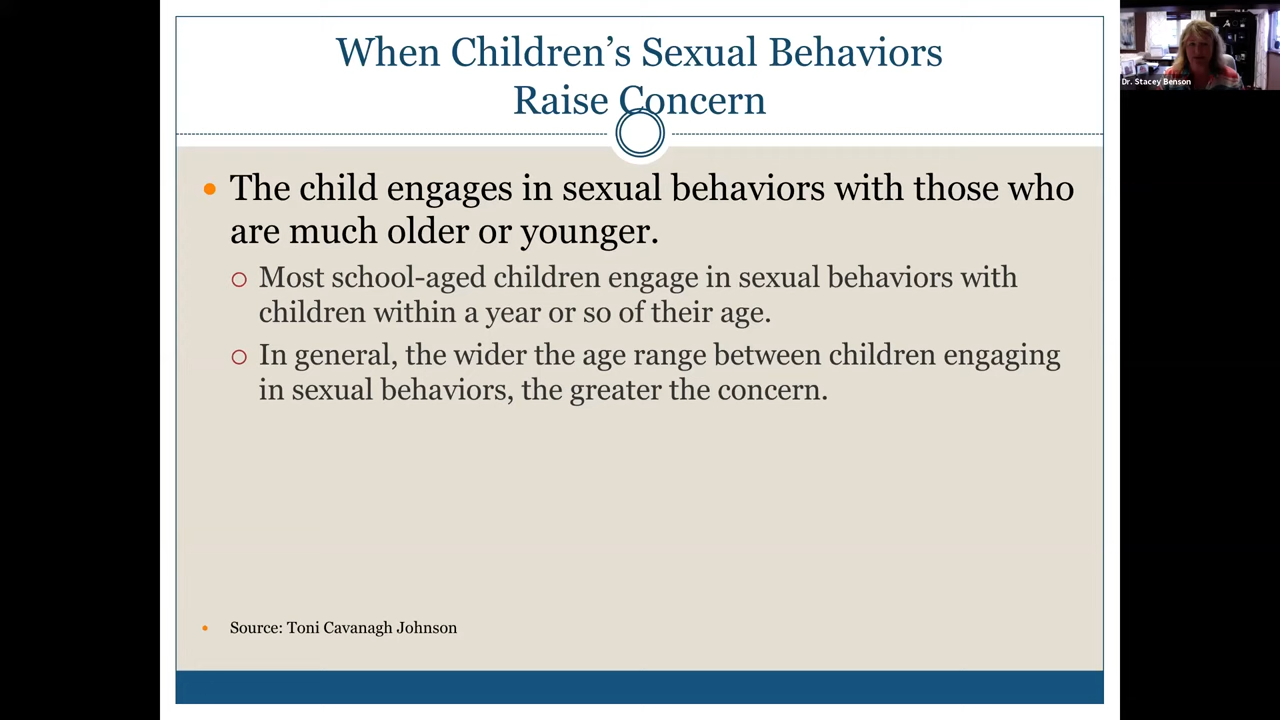 When Children's Sexual Behaviors
Raise Concern
Dr. Stacey Benson
The child engages in sexual behaviors with those who
are much older or younger.
Most school-aged children engage in sexual behaviors with
children within a year or so of their age.
In general, the wider the age range between children engaging
in sexual behaviors, the greater the concern.
Source: Toni Cavanagh Johnson